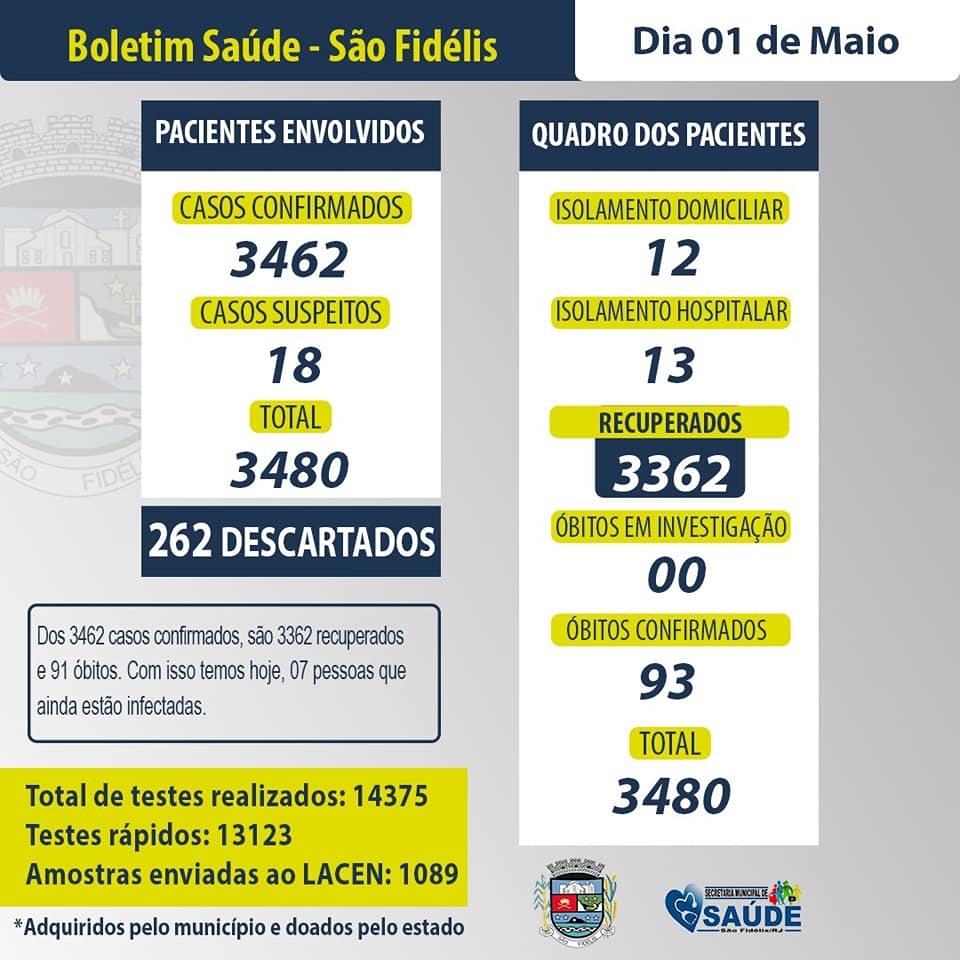 Boletim Saúde - São Fidélis
Dia 01 de Maio
PACIENTES ENVOLVIDOS
CASOS CONFIRMADOS
3462
CASOS SUSPEITOS
18
TOTAL
3480
262 DESCARTADOS
Dos 3462 casos confirmados, são 3362 recuperados
e 91 óbitos. Com isso temos hoje, 07 pessoas que
ainda estão infectadas.
Total de testes realizados: 14375
Testes rápidos: 13123
Amostras enviadas ao LACEN: 1089
*Adquiridos pelo município e doados pelo estado
QUADRO DOS PACIENTES
ISOLAMENTO DOMICILIAR
12
ISOLAMENTO HOSPITALAR
13
RECUPERADOS
3362
ÓBITOS EM INVESTIGAÇÃO
00
ÓBITOS CONFIRMADOS
93
TOTAL
3480
SÃO FIDÉLIS
SECRETARIA MUNICIPAL DE
SAÚDE
São Fidélis/RJ
SÃO FIDÉLI